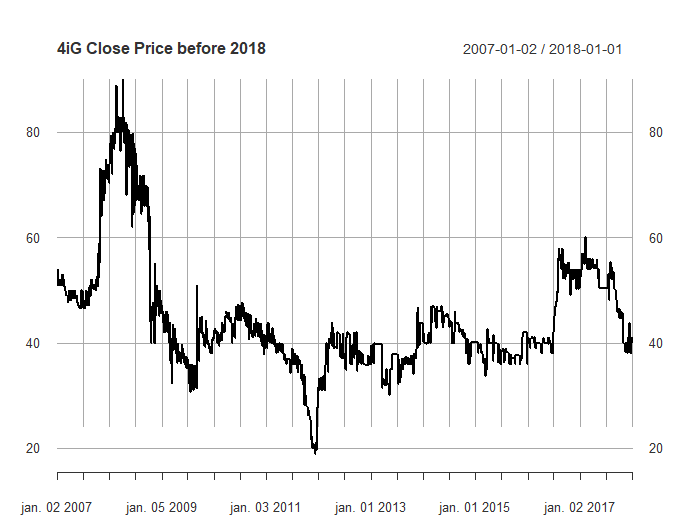 4iG Close Price before 2018 2007-01-02 / 2018-01-01
80 80
60 60
40 40
20 20
jan. 02 2007 jan. 05 2009 jan. 03 2011 jan. 01 2013 jan. 01 2015 jan. 02 2017